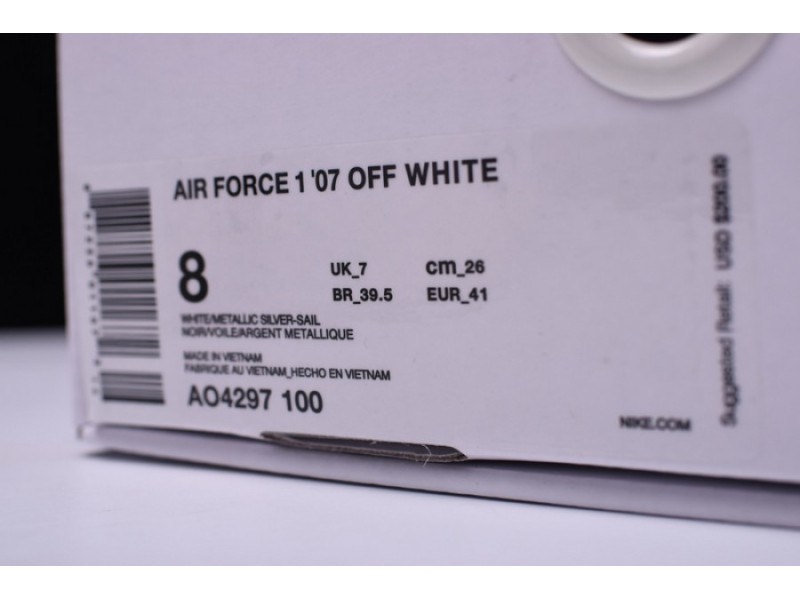 AIR FORCE 1 '07 OFF WHITE
8
UK_7 cm_26
BR_39.5 EUR_41
WHITE/METALLIC SILVER-SAIL
NOIR/VOILE/ARGENT METALLIQUE
MADE IN VIETNAM
FABRIQUE AU VIETNAM_HECHO EN VIETNAM
AO4297 100
NIKE.COM
Suggested Retail: USD $200.00